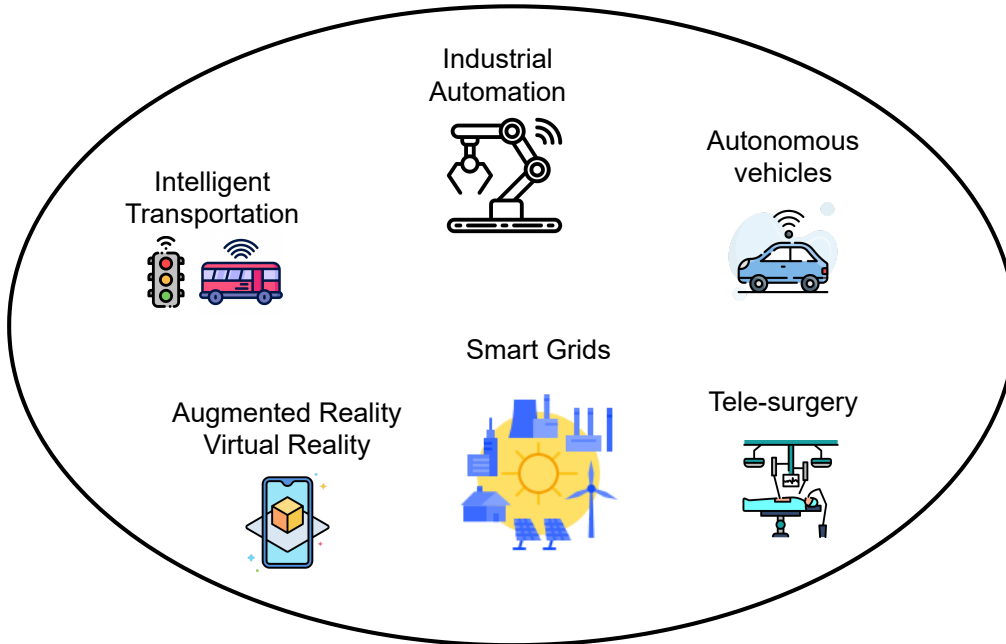 Industrial
Automation
Autonomous
vehicles
Intelligent
Transportation
Smart Grids
Augmented Reality
Virtual Reality
Tele-surgery